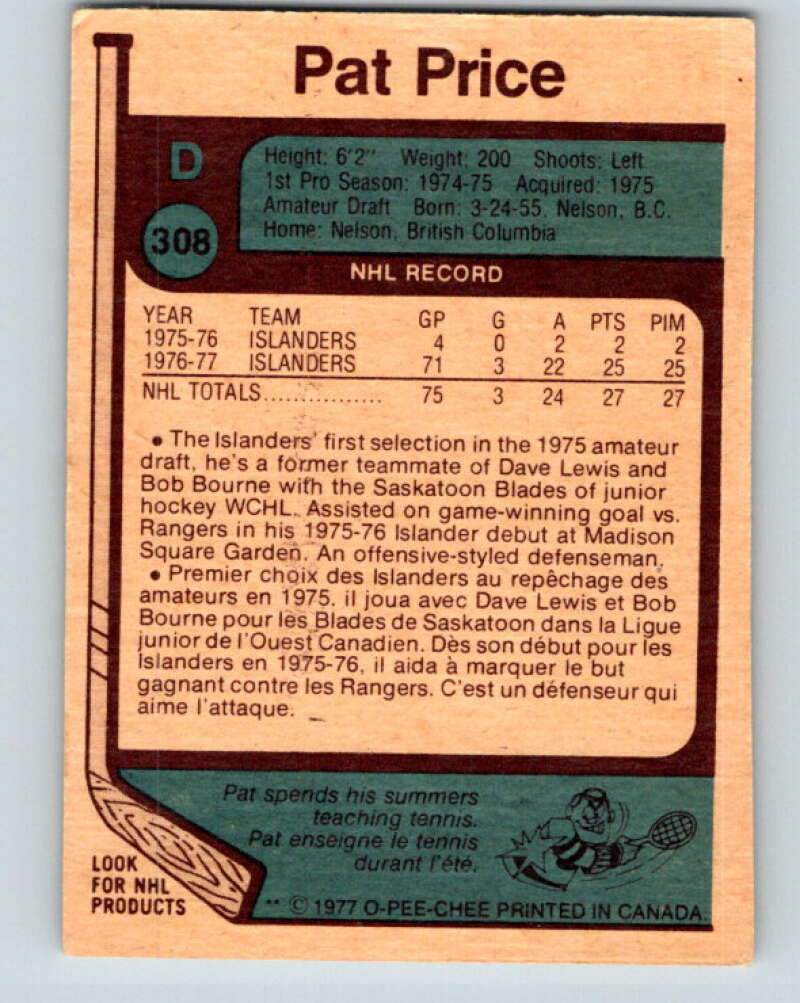 Pat Price
D
308
Height: 6'2" Weight: 200 Shoots: Left
1st Pro Season: 1974-75 Acquired: 1975
Amateur Draft Born: 3-24-55. Nelson, B.C.
Home: Nelson, British Columbia
NHL RECORD
YEAR TEAM GP G A PTS PIM
1975-76 ISLANDERS 4 0 2 2 2
1976-77 ISLANDERS 71 3 22 25 25
NHL TOTALS................ 75 3 24 27 27
• The Islanders' first selection in the 1975 amateur
draft, he's a former teammate of Dave Lewis and
Bob Bourne with the Saskatoon Blades of junior
hockey WCHL. Assisted on game-winning goal vs.
Rangers in his 1975-76 Islander debut at Madison
Square Garden. An offensive-styled defenseman.
• Premier choix des Islanders au repêchage des
amateurs en 1975. il joua avec Dave Lewis et Bob
Bourne pour les Blades de Saskatoon dans la Ligue
junior de l'Ouest Canadien. Dès son début pour les
Islanders en 1975-76, il aida à marquer le but
gagnant contre les Rangers. C'est un défenseur qui
aime l'attaque.
Pat spends his summers
teaching tennis.
Pat enseigne le tennis
durant l'été.
LOOK
FOR NHL
PRODUCTS
** © 1977 O-PEE-CHEE PRINTED IN CANADA.